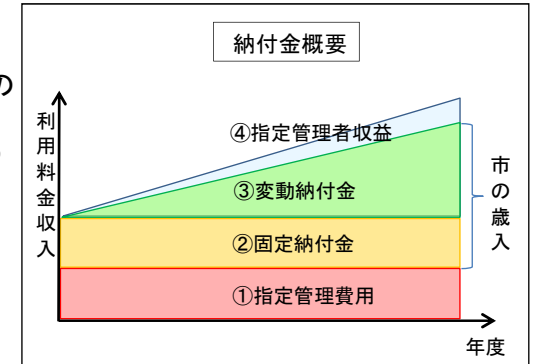 納付金概要
の
利用料金収入
④指定管理者収益
③変動納付金
②固定納付金
①指定管理費用
市の歳入
年度